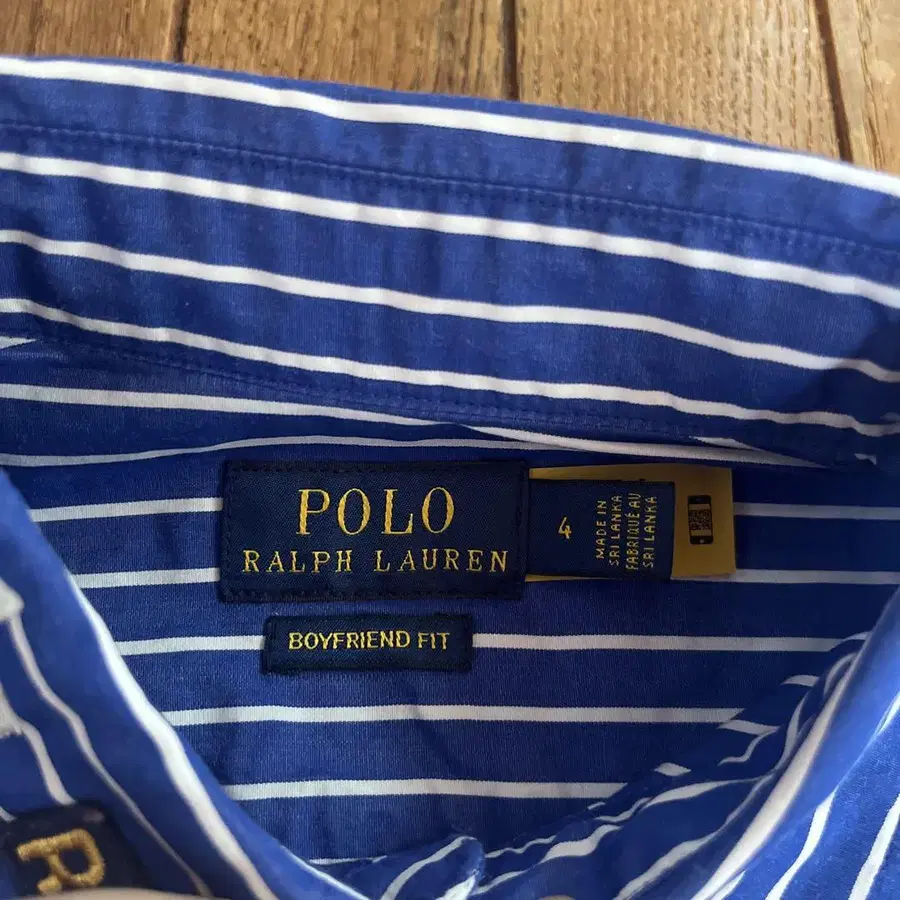 POLO
RALPH LAUREN
4
MADE IN
SRI LANKA
FABRIQUÉ AU
SRI LANKA
BOYFRIEND FIT
R